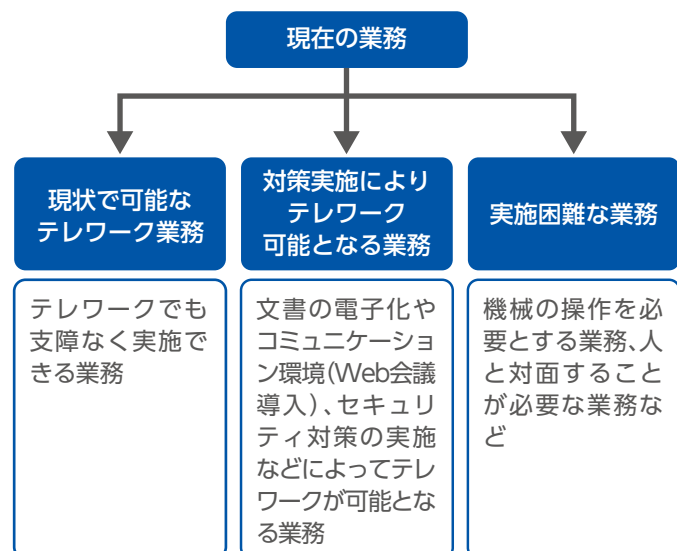 現在の業務
現状で可能な
テレワーク業務
対策実施により
テレワーク
可能となる業務
実施困難な業務
テレワークでも
支障なく実施で
きる業務
文書の電子化や
コミュニケーショ
ン環境(Web会議
導入)、セキュリ
ティ対策の実施
などによってテレ
ワークが可能とな
る業務
機械の操作を必
要とする業務、人
と対面すること
が必要な業務な
ど